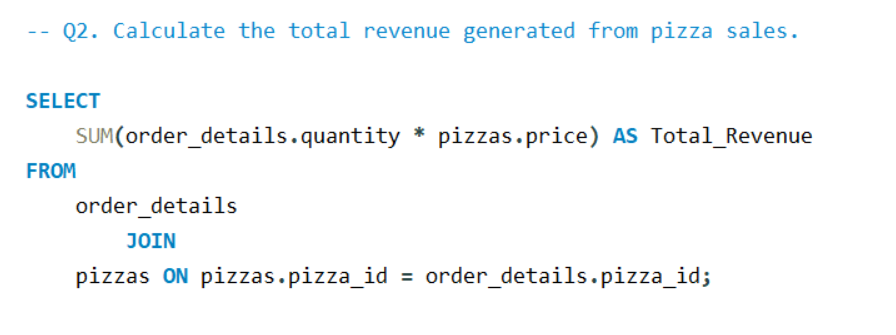 -- Q2. Calculate the total revenue generated from pizza sales.
SELECT
SUM(order_details.quantity * pizzas.price) AS Total_Revenue
FROM
order_details
JOIN
pizzas ON pizzas.pizza_id = order_details.pizza_id;